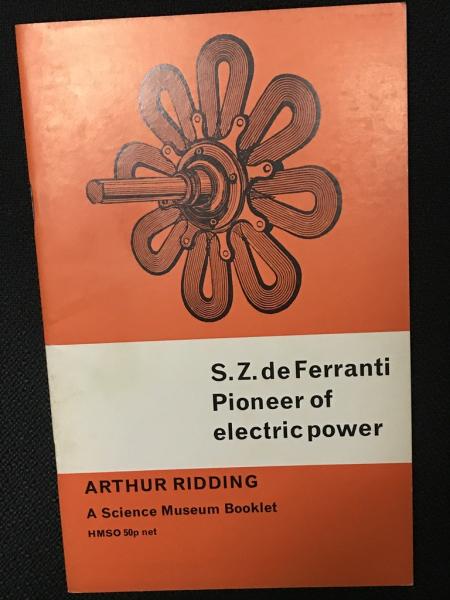 S.Z. de Ferranti
Pioneer of
electric power
ARTHUR RIDDING
A Science Museum Booklet
HMSO 50p net